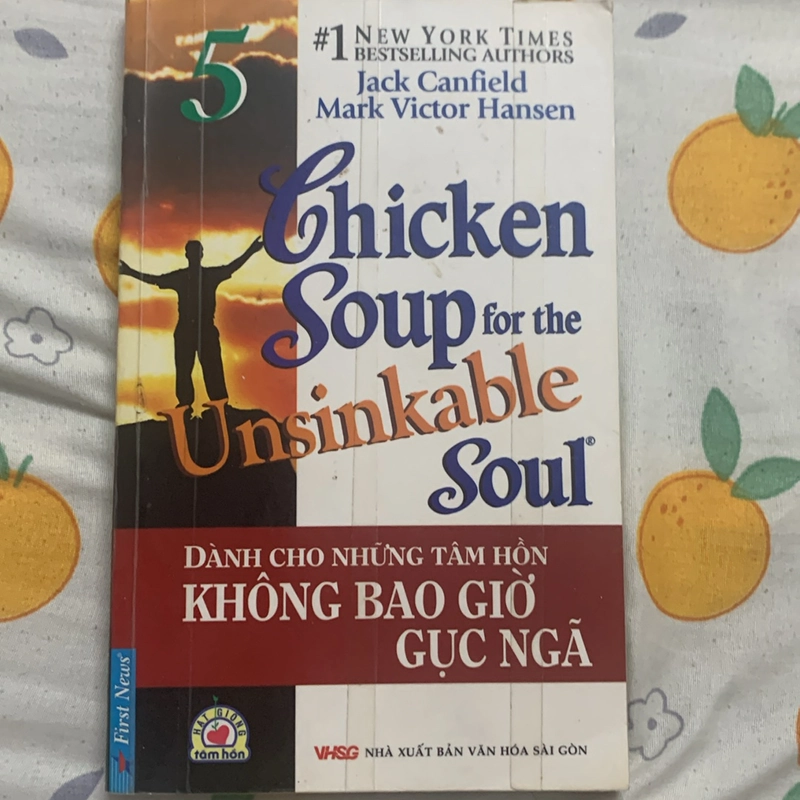 5
#1 NEW YORK TIMES
BESTSELLING AUTHORS
Jack Canfield
Mark Victor Hansen
Chicken
Soup for the
Unsinkable
Soul®
DÀNH CHO NHỮNG TÂM HỒN
KHÔNG BAO GIỜ
GỤC NGÃ
First News®
HẠT GIỐNG
tâm hồn
VHSG NHÀ XUẤT BẢN VĂN HÓA SÀI GÒN